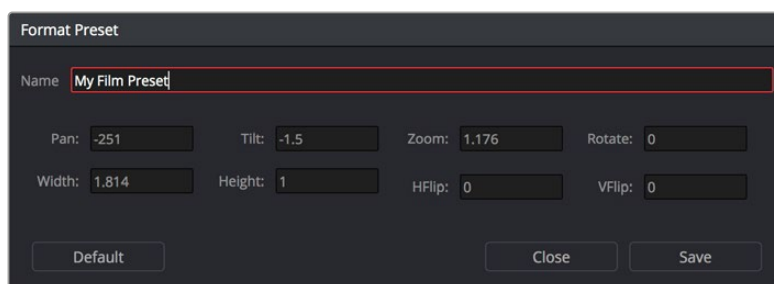 Format Preset
Name My Film Preset
Pan: -251 Tilt: -1.5 Zoom: 1.176 Rotate: 0
Width: 1.814 Height: 1 HFlip: 0 VFlip: 0
Default Close Save